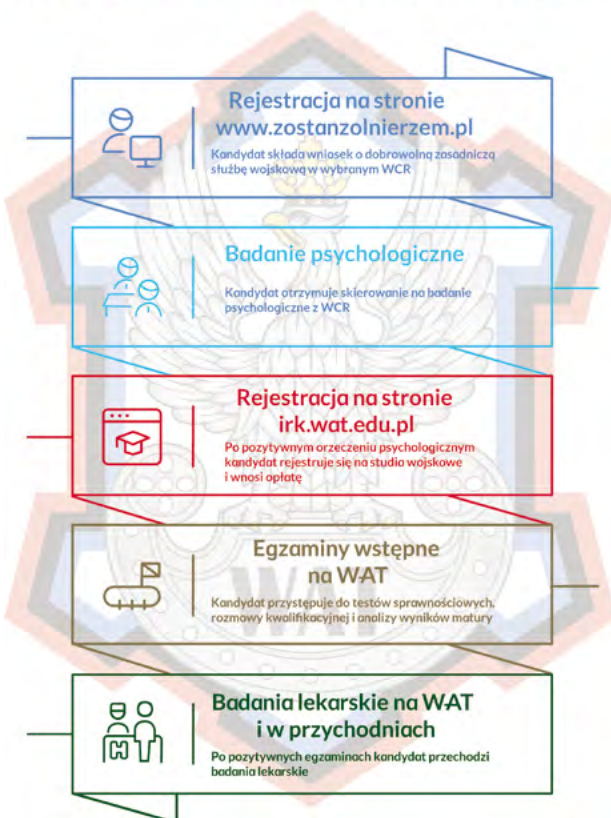 Rejestracja na stronie
www.zostanzolnierzem.pl
Kandydat składa wniosek o dobrowolną zasadniczą
służbę wojskową w wybranym WCR
Badanie psychologiczne
Kandydat otrzymuje skierowanie na badanie
psychologiczne z WCR
Rejestracja na stronie
irk.wat.edu.pl
Po pozytywnym orzeczeniu psychologicznym
kandydat rejestruje się na studia wojskowe
i wnosi opłatę
Egzaminy wstępne
na WAT
Kandydat przystępuje do testów sprawnościowych,
rozmowy kwalifikacyjnej i analizy wyników matury
WAT
Badania lekarskie na WAT
i w przychodniach
Po pozytywnych egzaminach kandydat przechodzi
badania lekarskie